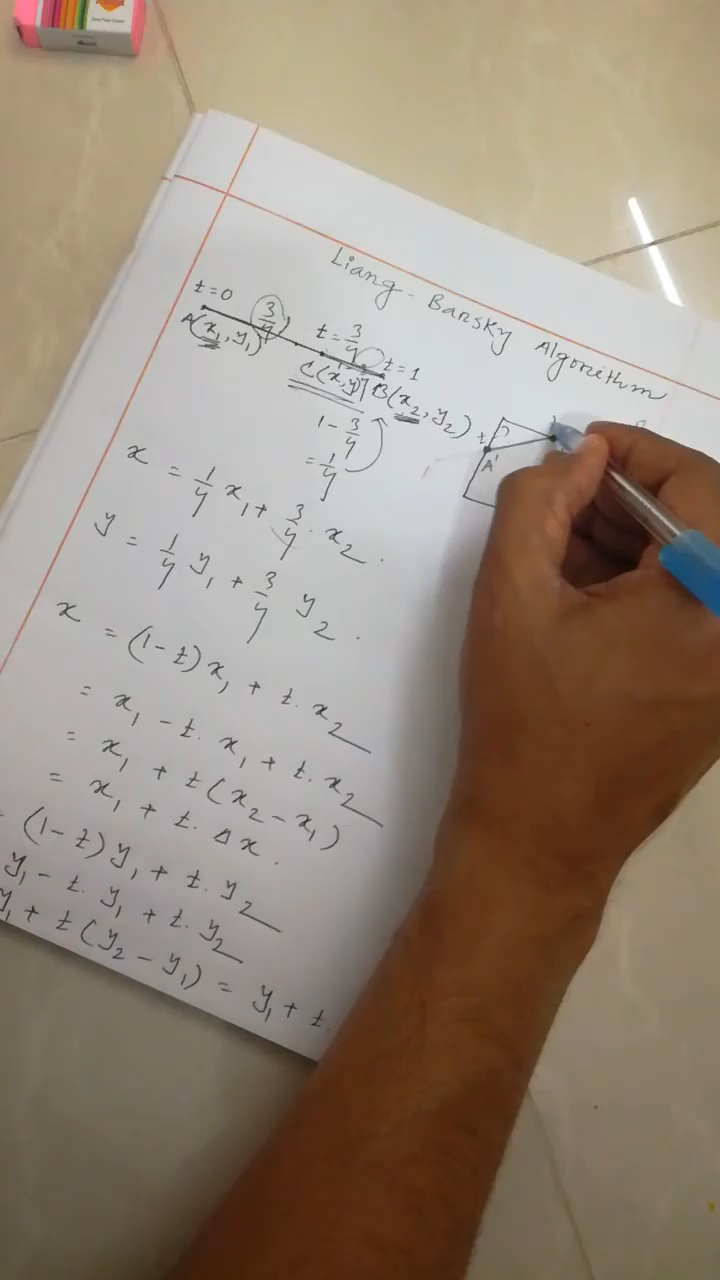 Liang - Barsky Algorithm
t=0
3/4
t = 3/4
t=1
A(x₁, y₁)
C(x,y)
B(x₂, y₂)
1 - 3/4
= 1/4
t
A'
x = 1/4 x₁ + 3/4 . x₂ .
y = 1/4 y₁ + 3/4 y₂ .
x = (1-t)x₁ + t. x₂
= x₁ - t. x₁ + t. x₂
= x₁ + t(x₂ - x₁)
= x₁ + t. Δx .
(1-t)y₁ + t. y₂
y₁ - t. y₁ + t. y₂
y₁ + t(y₂ - y₁) = y₁ + t.